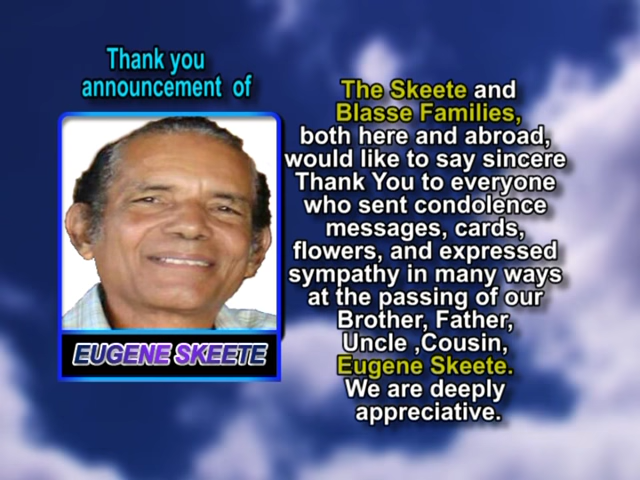 Thank you
announcement of
EUGENE SKEETE
The Skeete and
Blasse Families,
both here and abroad,
would like to say sincere
Thank You to everyone
who sent condolence
messages, cards,
flowers, and expressed
sympathy in many ways
at the passing of our
Brother, Father,
Uncle ,Cousin,
Eugene Skeete.
We are deeply
appreciative.